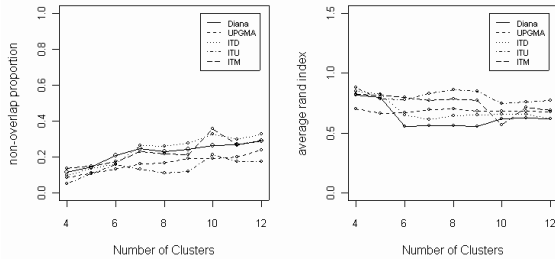 non-overlap proportion
0.0 0.2 0.4 0.6 0.8 1.0
Diana
UPGMA
ITD
ITU
ITM
4 6 8 10 12
Number of Clusters
average rand index
0.0 0.5 1.0 1.5
Diana
UPGMA
ITD
ITU
ITM
4 6 8 10 12
Number of Clusters